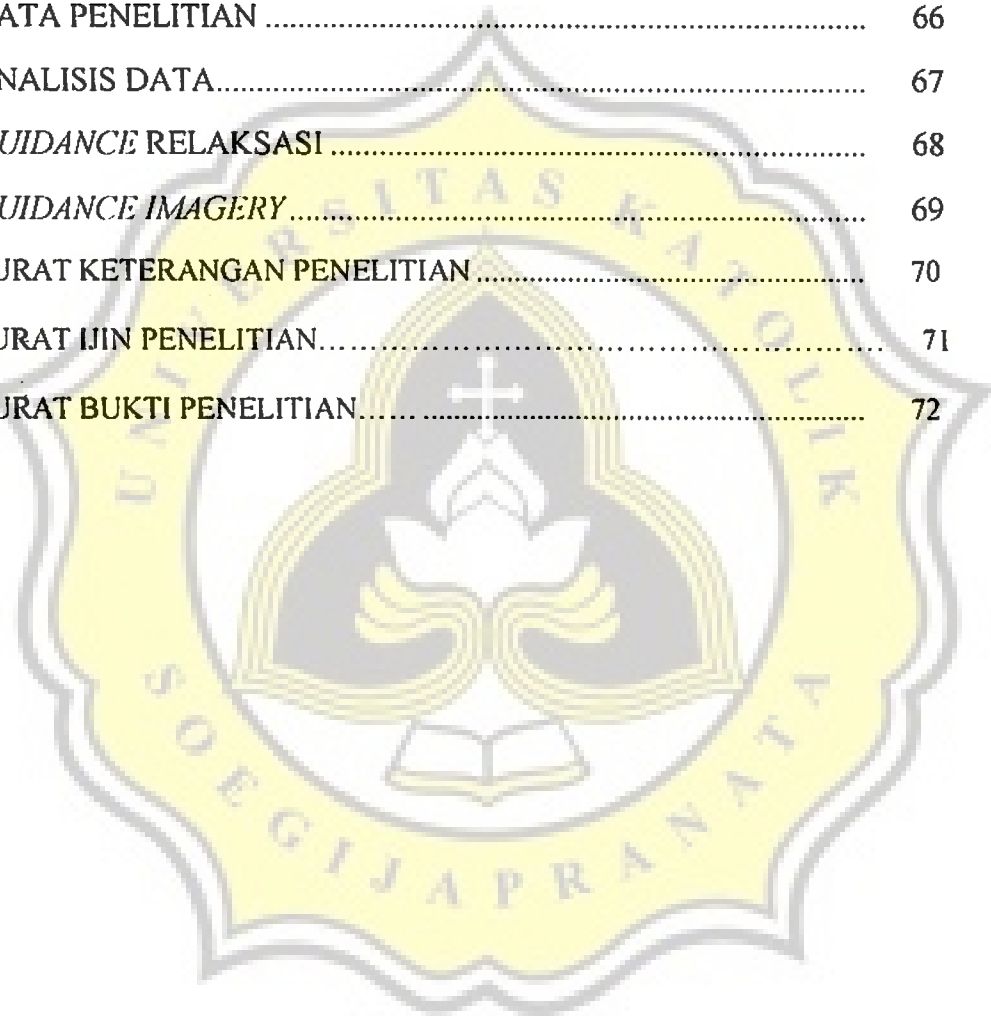 ATA PENELITIAN ........................................ 66
NALISIS DATA........................................ 67
UIDANCE RELAKSASI ........................................ 68
UIDANCE IMAGERY ........................................ 69
URAT KETERANGAN PENELITIAN ........................................ 70
URAT IJIN PENELITIAN........................................ 71
URAT BUKTI PENELITIAN........................................ 72
UNIVERSITAS KATOLIK
SOEGIJAPRANATA